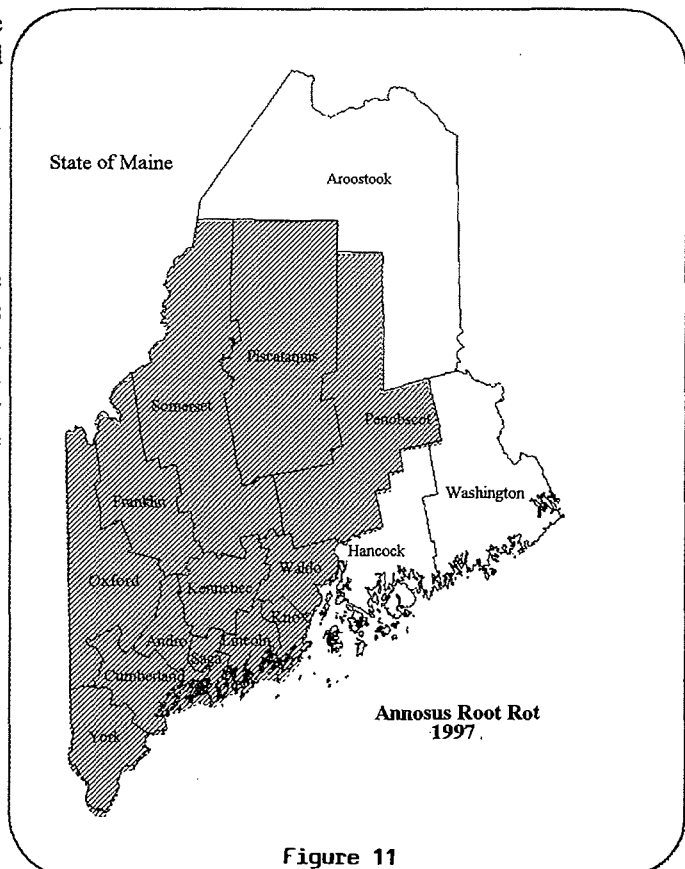 State of Maine
Aroostook
Piscataquis
Somerset
Penobscot
Washington
Franklin
Hancock
Waldo
Oxford
Kennebec
Knox
Andro
Lincoln
Saga
Cumberland
York
Annosus Root Rot
1997
Figure 11